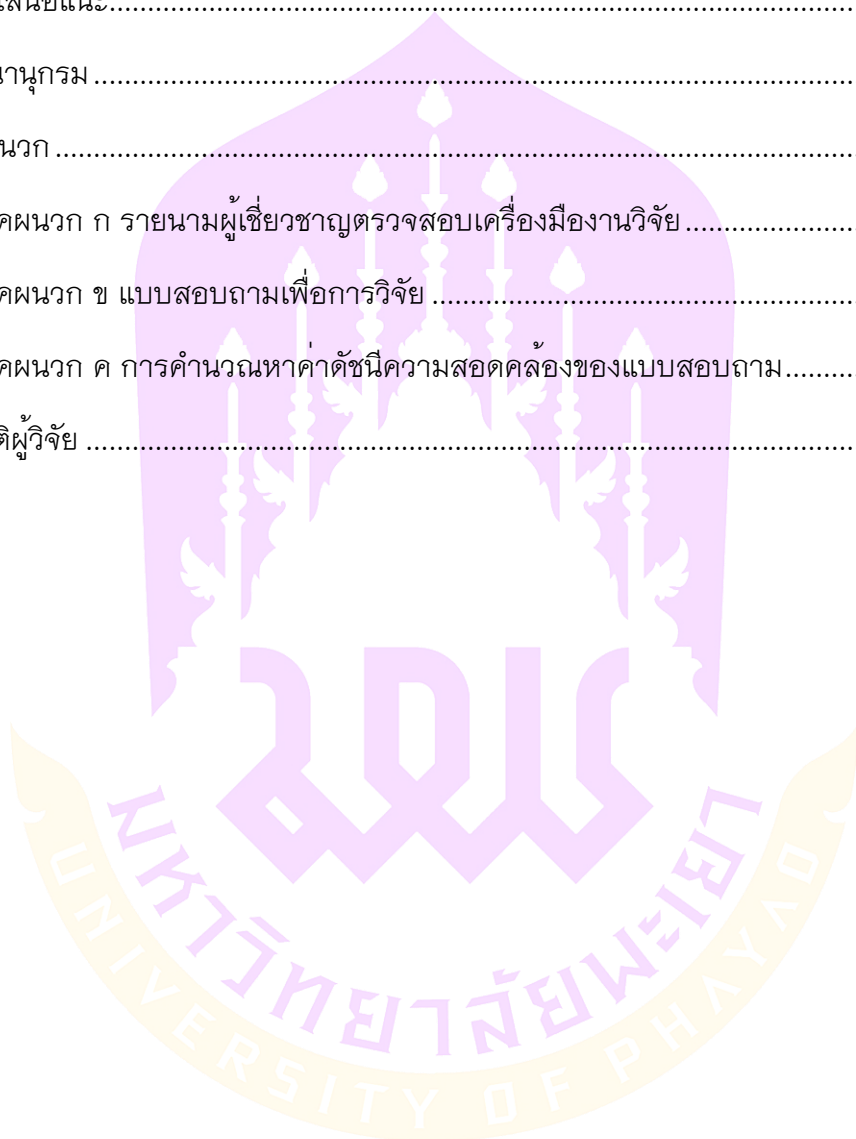 สนอแนะ....................................................................................................
นานุกรม....................................................................................................
นวก....................................................................................................
คผนวก ก รายนามผู้เชี่ยวชาญตรวจสอบเครื่องมืองานวิจัย......................
คผนวก ข แบบสอบถามเพื่อการวิจัย.......................................................
คผนวก ค การคำนวณหาค่าดัชนีความสอดคล้องของแบบสอบถาม..........
ติผู้วิจัย....................................................................................................
มหาวิทยาลัยพะเยา
UNIVERSITY OF PHAYAO